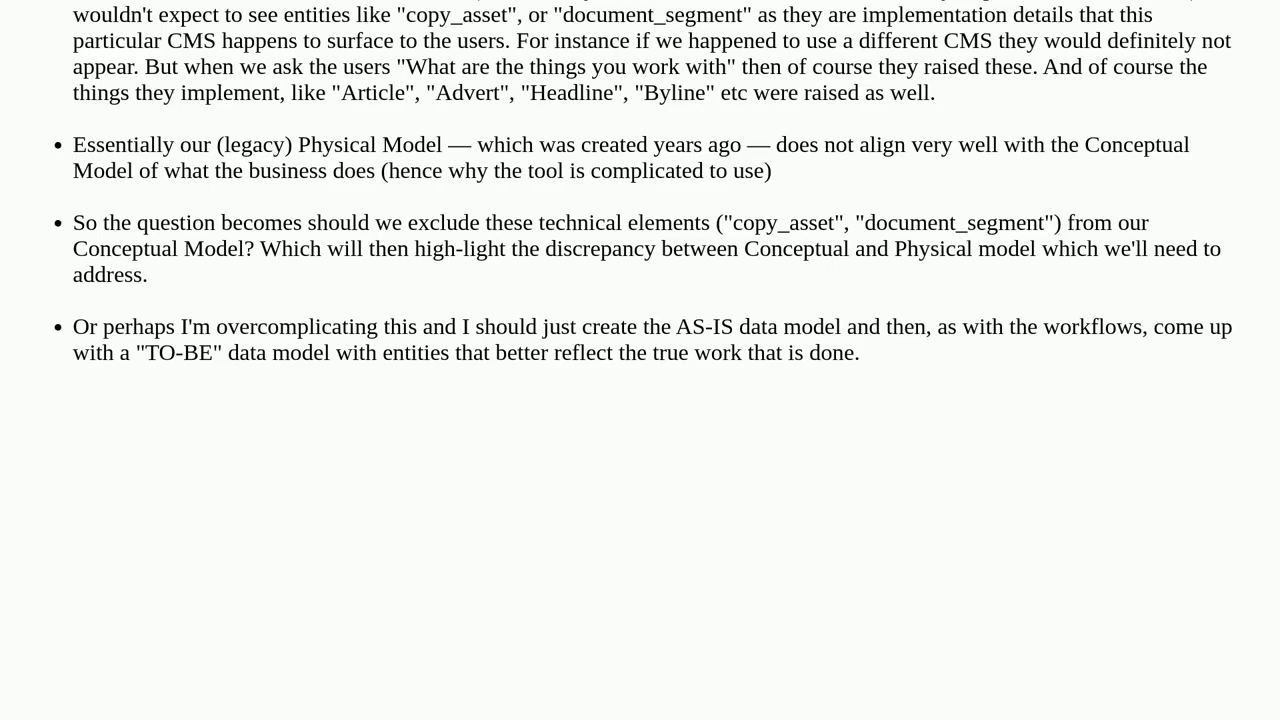 wouldn't expect to see entities like "copy_asset", or "document_segment" as they are implementation details that this
particular CMS happens to surface to the users. For instance if we happened to use a different CMS they would definitely not
appear. But when we ask the users "What are the things you work with" then of course they raised these. And of course the
things they implement, like "Article", "Advert", "Headline", "Byline" etc were raised as well.
• Essentially our (legacy) Physical Model — which was created years ago — does not align very well with the Conceptual
Model of what the business does (hence why the tool is complicated to use)
• So the question becomes should we exclude these technical elements ("copy_asset", "document_segment") from our
Conceptual Model? Which will then high-light the discrepancy between Conceptual and Physical model which we'll need to
address.
• Or perhaps I'm overcomplicating this and I should just create the AS-IS data model and then, as with the workflows, come up
with a "TO-BE" data model with entities that better reflect the true work that is done.